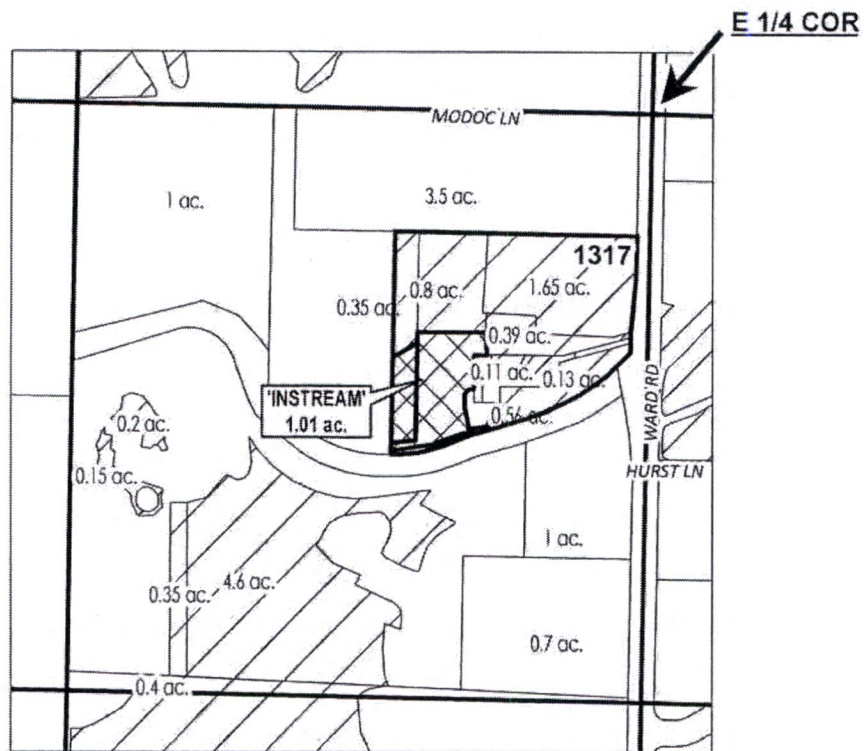 E 1/4 COR
MODOC LN
1 ac.
3.5 ac.
1317
0.8 ac.
1.65 ac.
0.35 ac.
0.39 ac.
0.11 ac.
0.13 ac.
'INSTREAM'
1.01 ac.
0.56 ac.
WARD RD
0.2 ac.
0.15 ac.
HURST LN
1 ac.
0.35 ac.
4.6 ac.
0.7 ac.
0.4 ac.